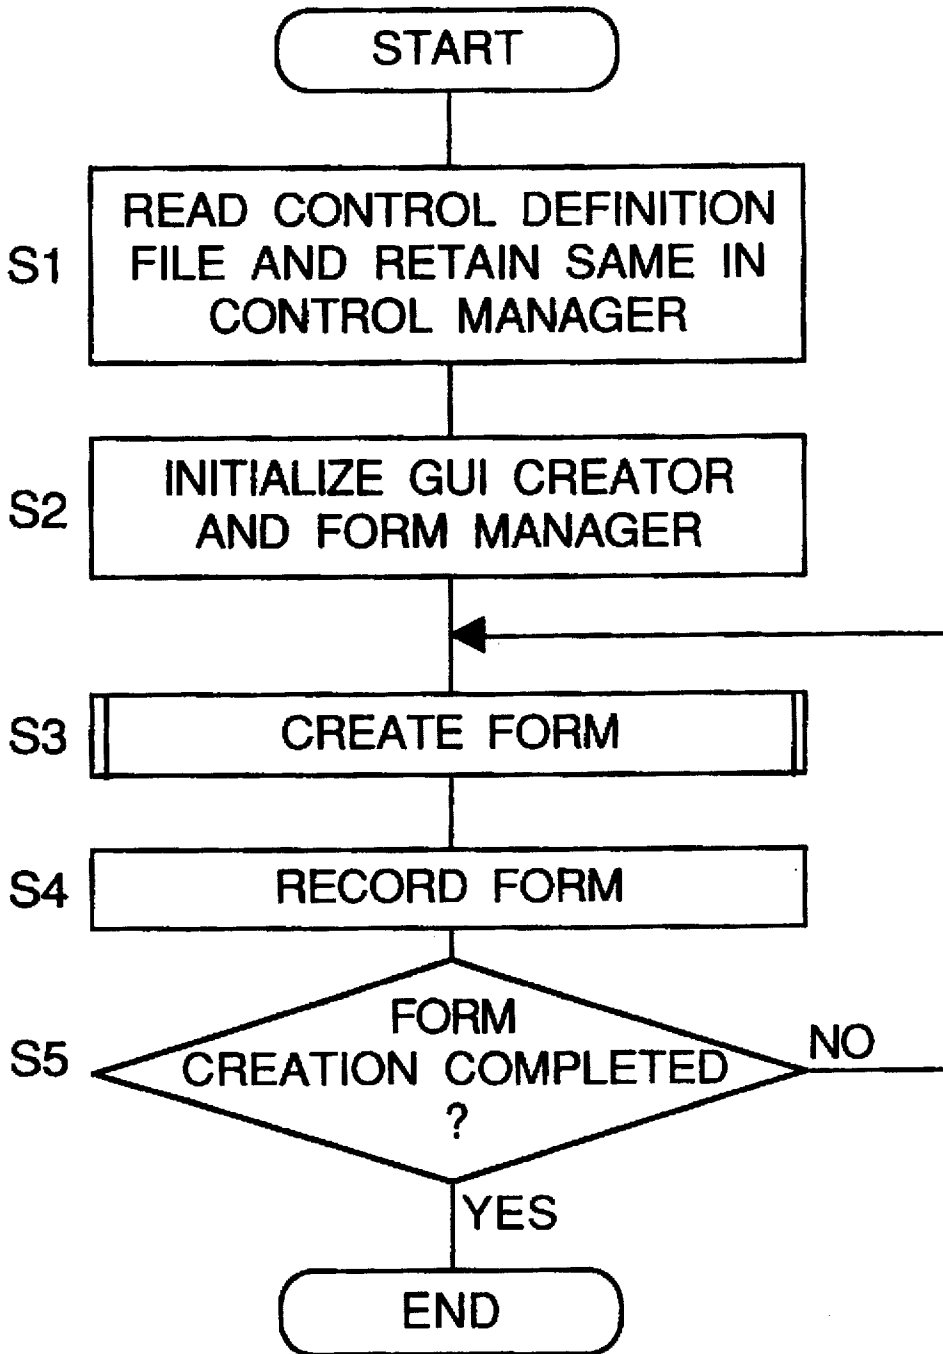 START
S1
READ CONTROL DEFINITION
FILE AND RETAIN SAME IN
CONTROL MANAGER
S2
INITIALIZE GUI CREATOR
AND FORM MANAGER
S3
CREATE FORM
S4
RECORD FORM
S5
FORM
CREATION COMPLETED
?
NO
YES
END